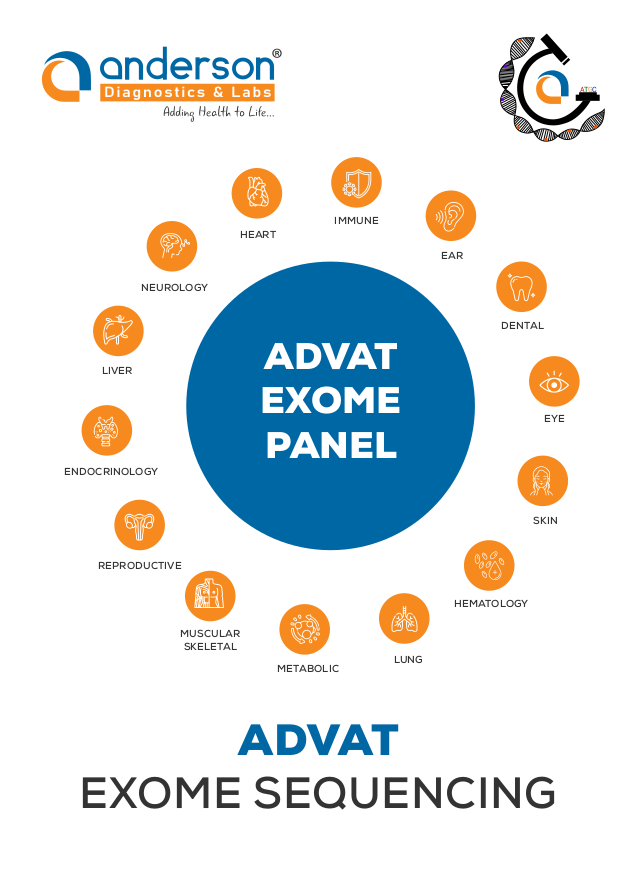 anderson®
Diagnostics & Labs
Adding Health to Life...
ATGC
HEART
IMMUNE
EAR
NEUROLOGY
DENTAL
LIVER
EYE
ENDOCRINOLOGY
SKIN
REPRODUCTIVE
HEMATOLOGY
MUSCULAR
SKELETAL
METABOLIC
LUNG
ADVAT
EXOME
PANEL
ADVAT
EXOME SEQUENCING